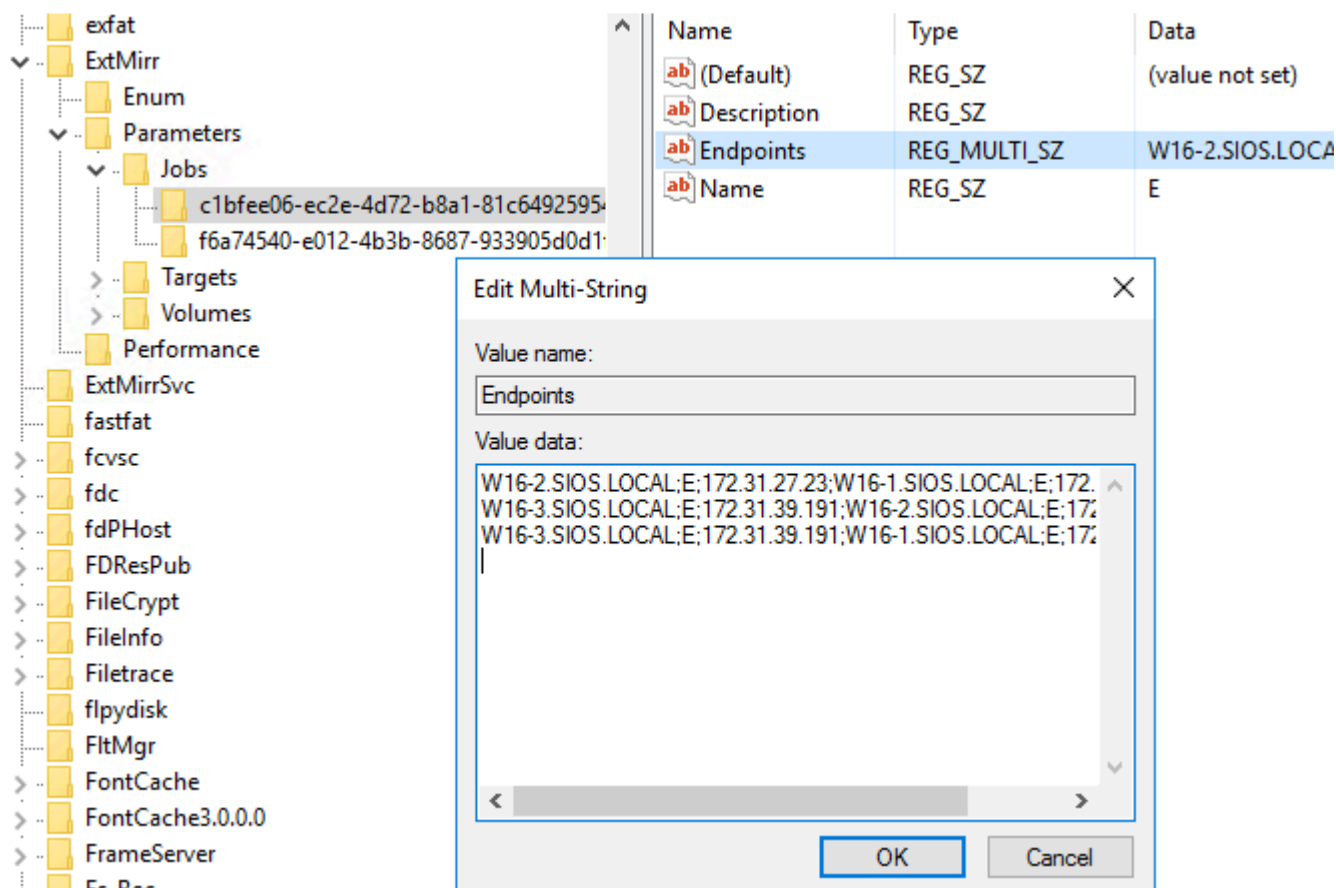 exfat
ExtMirr
Enum
Parameters
Jobs
c1bfee06-ec2e-4d72-b8a1-81c64925954
f6a74540-e012-4b3b-8687-933905d0d1
Targets
Volumes
Performance
ExtMirrSvc
fastfat
fcvsc
fdc
fdPHost
FDResPub
FileCrypt
FileInfo
Filetrace
flpydisk
FltMgr
FontCache
FontCache3.0.0.0
FrameServer
Name Type Data
ab (Default) REG_SZ (value not set)
ab Description REG_SZ
ab Endpoints REG_MULTI_SZ W16-2.SIOS.LOCA
ab Name REG_SZ E
Edit Multi-String
Value name:
Endpoints
Value data:
W16-2.SIOS.LOCAL;E;172.31.27.23;W16-1.SIOS.LOCAL;E;172.
W16-3.SIOS.LOCAL;E;172.31.39.191;W16-2.SIOS.LOCAL;E;172
W16-3.SIOS.LOCAL;E;172.31.39.191;W16-1.SIOS.LOCAL;E;172
OK Cancel